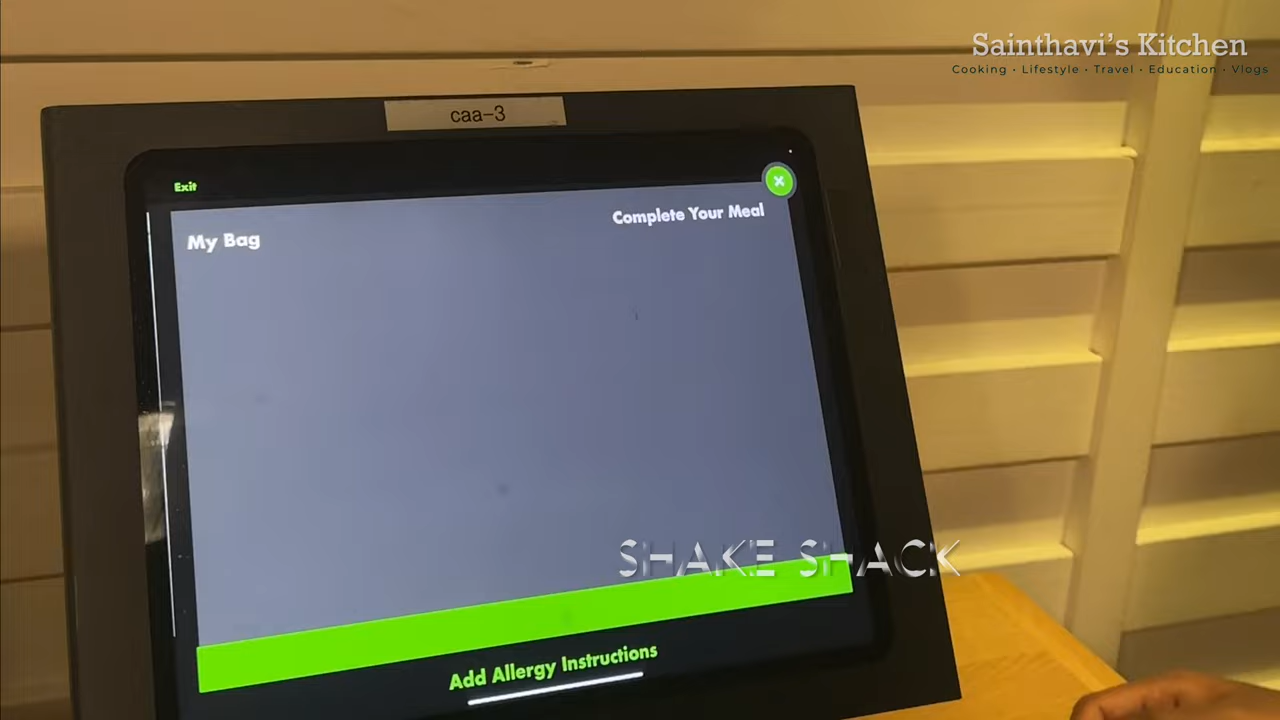 Sainthavi's Kitchen
Cooking · Lifestyle · Travel · Education · Vlogs
caa-3
Exit
Complete Your Meal
My Bag
SHAKE SHACK
Add Allergy Instructions